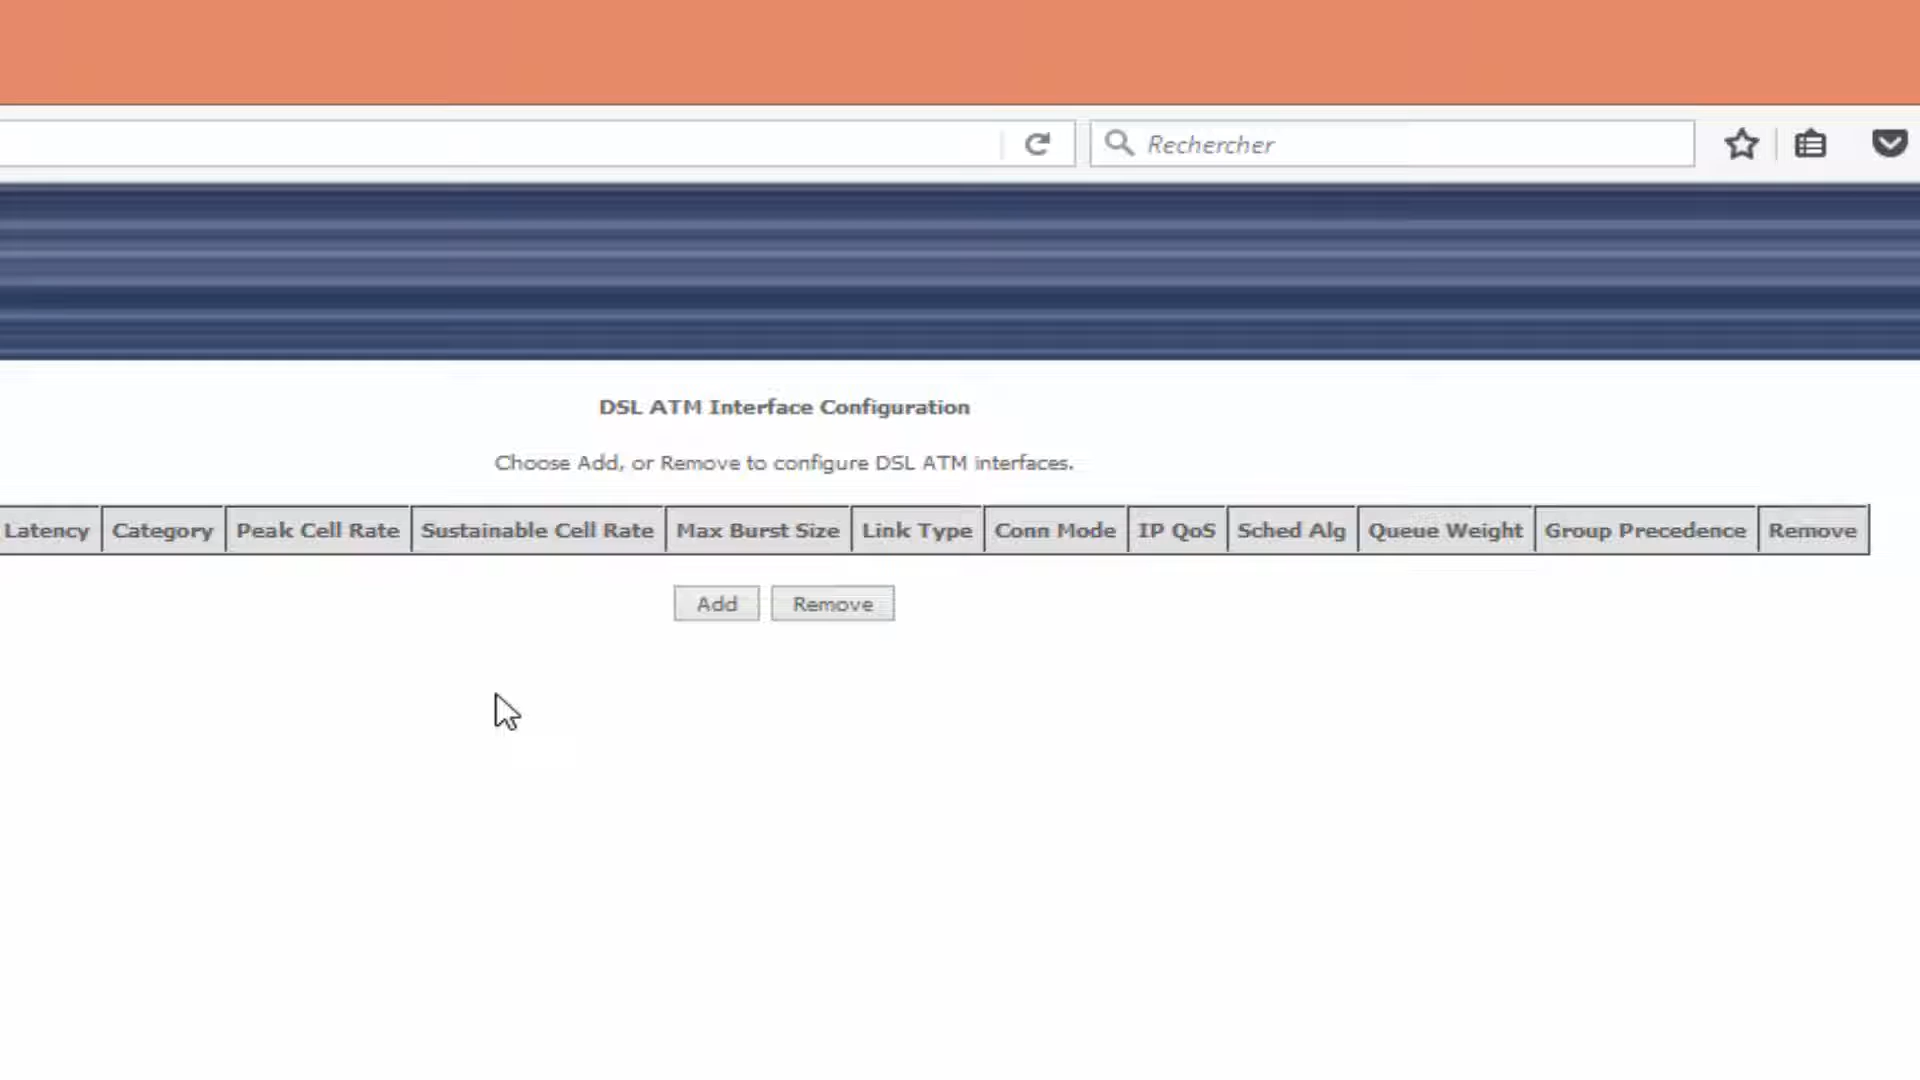 Rechercher
DSL ATM Interface Configuration
Choose Add, or Remove to configure DSL ATM interfaces.
Latency Category Peak Cell Rate Sustainable Cell Rate Max Burst Size Link Type Conn Mode IP QoS Sched Alg Queue Weight Group Precedence Remove
Add Remove